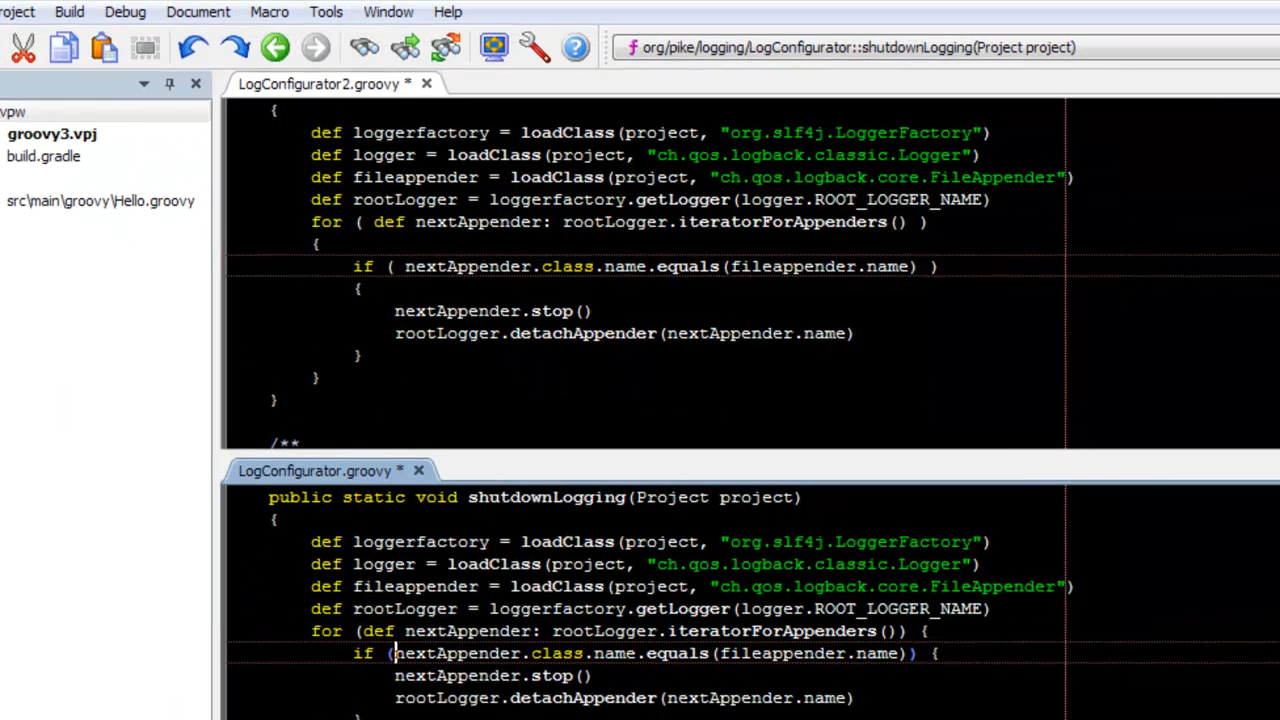 roject Build Debug Document Macro Tools Window Help
org/pike/logging/LogConfigurator::shutdownLogging(Project project)
LogConfigurator2.groovy *
vpw
groovy3.vpj
build.gradle
src\main\groovy\Hello.groovy
{
def loggerfactory = loadClass(project, "org.slf4j.LoggerFactory")
def logger = loadClass(project, "ch.qos.logback.classic.Logger")
def fileappender = loadClass(project, "ch.qos.logback.core.FileAppender")
def rootLogger = loggerfactory.getLogger(logger.ROOT_LOGGER_NAME)
for ( def nextAppender: rootLogger.iteratorForAppenders() )
{
if ( nextAppender.class.name.equals(fileappender.name) )
{
nextAppender.stop()
rootLogger.detachAppender(nextAppender.name)
}
}
}
/**
LogConfigurator.groovy *
public static void shutdownLogging(Project project)
{
def loggerfactory = loadClass(project, "org.slf4j.LoggerFactory")
def logger = loadClass(project, "ch.qos.logback.classic.Logger")
def fileappender = loadClass(project, "ch.qos.logback.core.FileAppender")
def rootLogger = loggerfactory.getLogger(logger.ROOT_LOGGER_NAME)
for (def nextAppender: rootLogger.iteratorForAppenders()) {
if (nextAppender.class.name.equals(fileappender.name)) {
nextAppender.stop()
rootLogger.detachAppender(nextAppender.name)
}